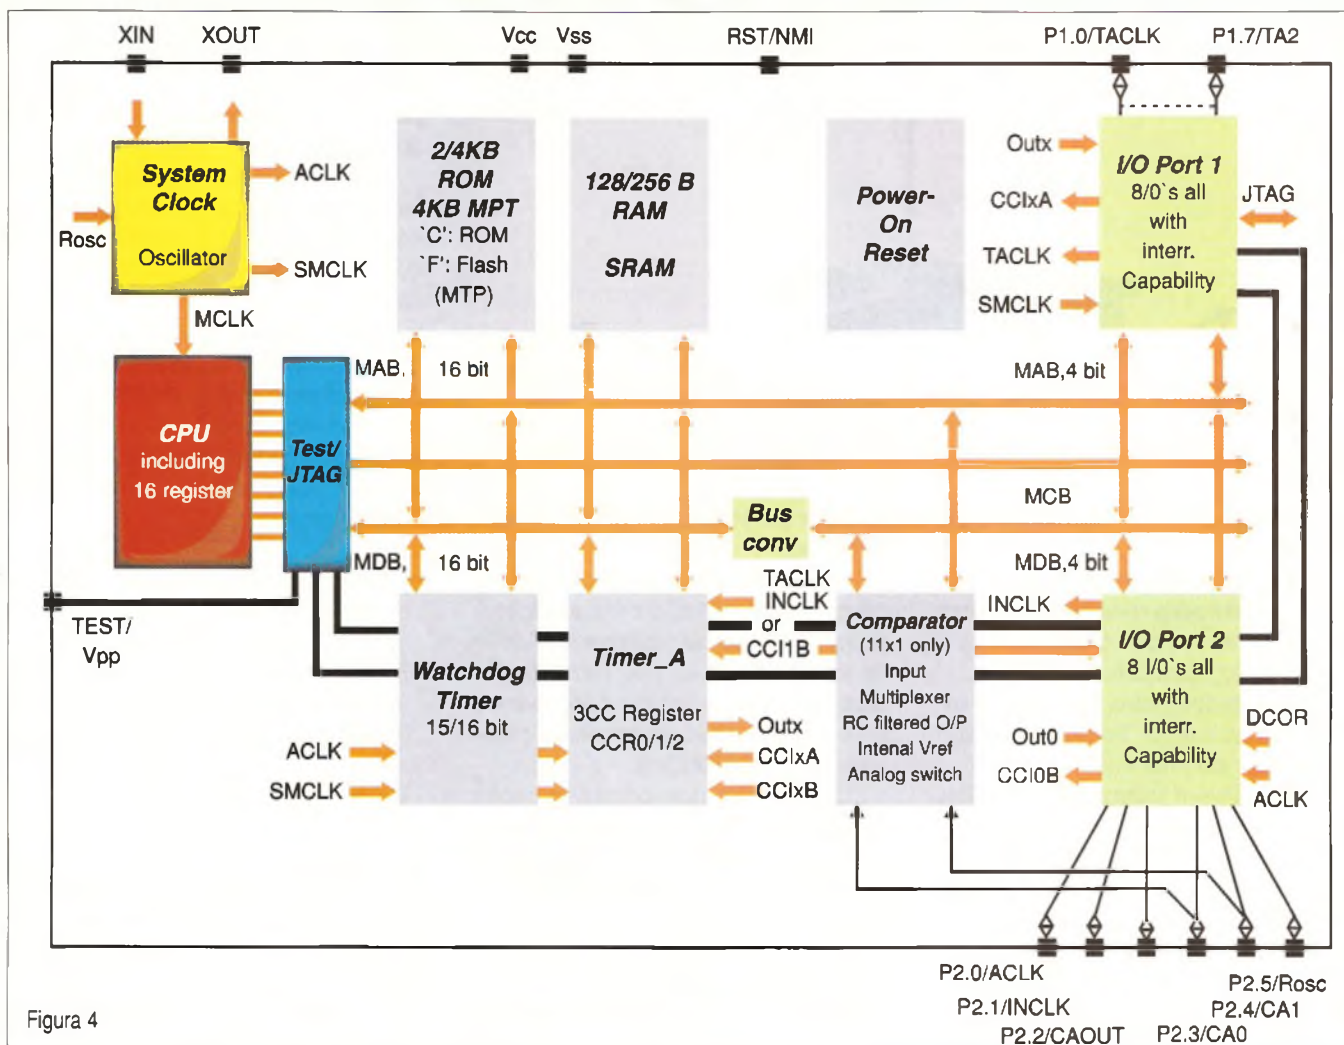 XIN XOUT Vcc Vss RST/NMI P1.0/TACLK P1.7/TA2
System
Clock
Oscillator
Rosc
ACLK
SMCLK
MCLK
2/4KB
ROM
4KB MPT
`C': ROM
`F': Flash
(MTP)
128/256 B
RAM
SRAM
Power-
On
Reset
Outx
CCIxA
TACLK
SMCLK
I/O Port 1
8/0`s all
with
interr.
Capability
JTAG
CPU
including
16 register
Test/
JTAG
MAB, 16 bit
MAB,4 bit
MCB
Bus
conv
MDB, 16 bit
MDB,4 bit
TEST/
Vpp
Watchdog
Timer
15/16 bit
ACLK
SMCLK
Timer_A
3CC Register
CCR0/1/2
TACLK
INCLK
or
CCI1B
Outx
CCIxA
CCIxB
Comparator
(11x1 only)
Input
Multiplexer
RC filtered O/P
Intenal Vref
Analog switch
INCLK
Out0
CCI0B
I/O Port 2
8 I/0`s all
with
interr.
Capability
DCOR
ACLK
P2.0/ACLK
P2.1/INCLK
P2.2/CAOUT
P2.3/CA0
P2.4/CA1
P2.5/Rosc
Figura 4